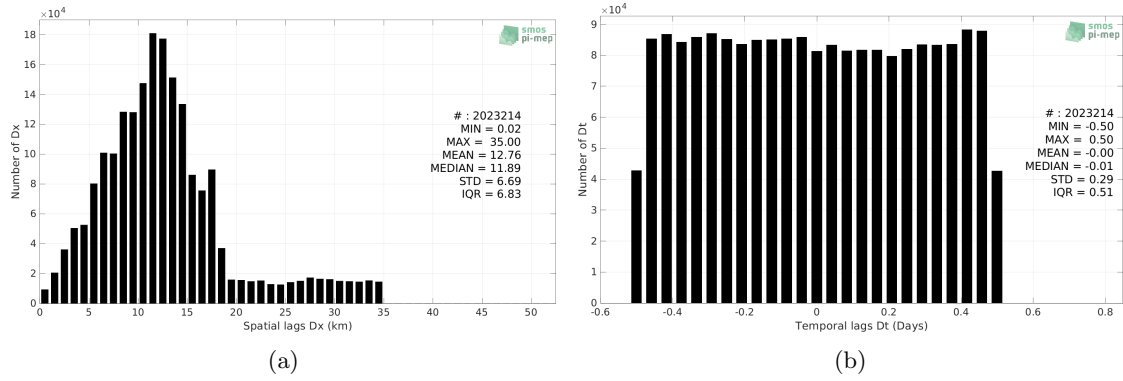 ×10⁴
18
16
14
12
10
8
6
4
2
0
Number of Dx
0 5 10 15 20 25 30 35 40 45 50
Spatial lags Dx (km)
smos
pi-mep
# : 2023214
MIN = 0.02
MAX = 35.00
MEAN = 12.76
MEDIAN = 11.89
STD = 6.69
IQR = 6.83
(a)
×10⁴
9
8
7
6
5
4
3
2
1
0
Number of Dt
-0.6 -0.4 -0.2 0 0.2 0.4 0.6 0.8
Temporal lags Dt (Days)
smos
pi-mep
# : 2023214
MIN = -0.50
MAX = 0.50
MEAN = -0.00
MEDIAN = -0.01
STD = 0.29
IQR = 0.51
(b)